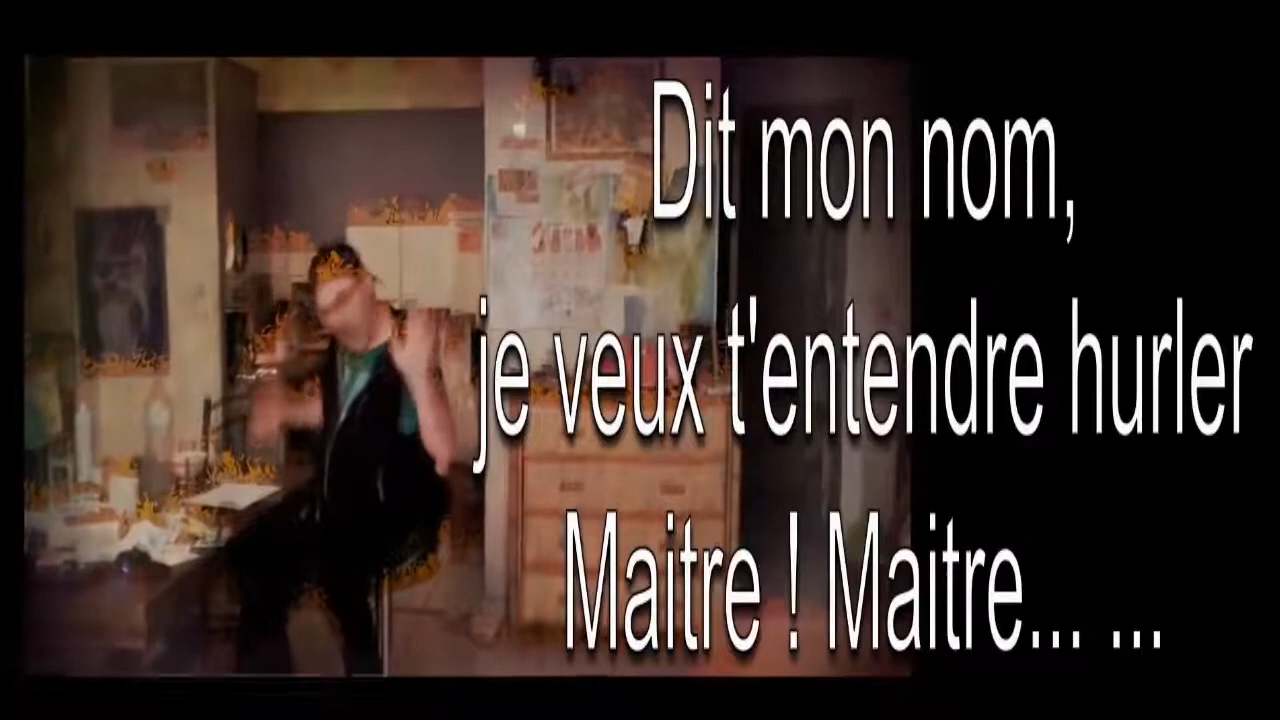 Dit mon nom,
je veux t'entendre hurler
Maitre ! Maitre... ...